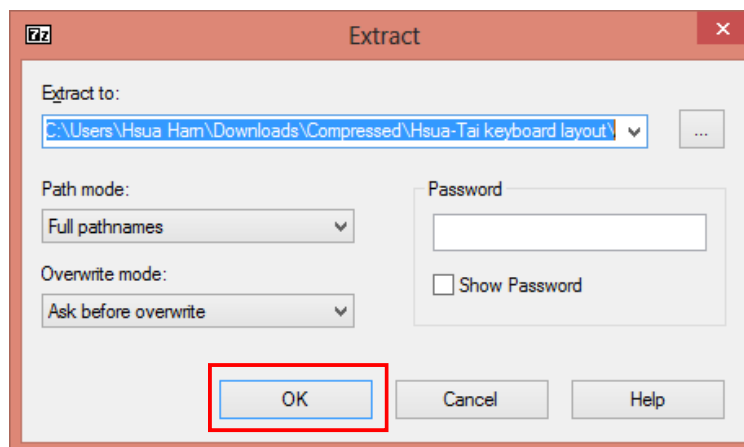 7z Extract
Extract to:
C:\Users\Hsua Ham\Downloads\Compressed\Hsua-Tai keyboard layout\ ...
Path mode: Password
Full pathnames
Overwrite mode:
Show Password
Ask before overwrite
OK Cancel Help